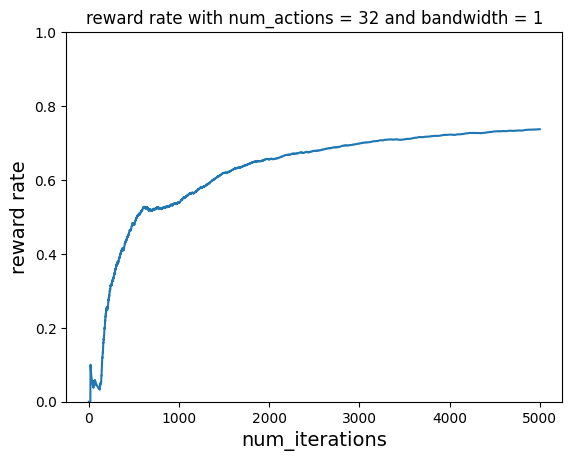 reward rate with num_actions = 32 and bandwidth = 1
1.0
0.8
0.6
0.4
0.2
0.0
reward rate
0 1000 2000 3000 4000 5000
num_iterations